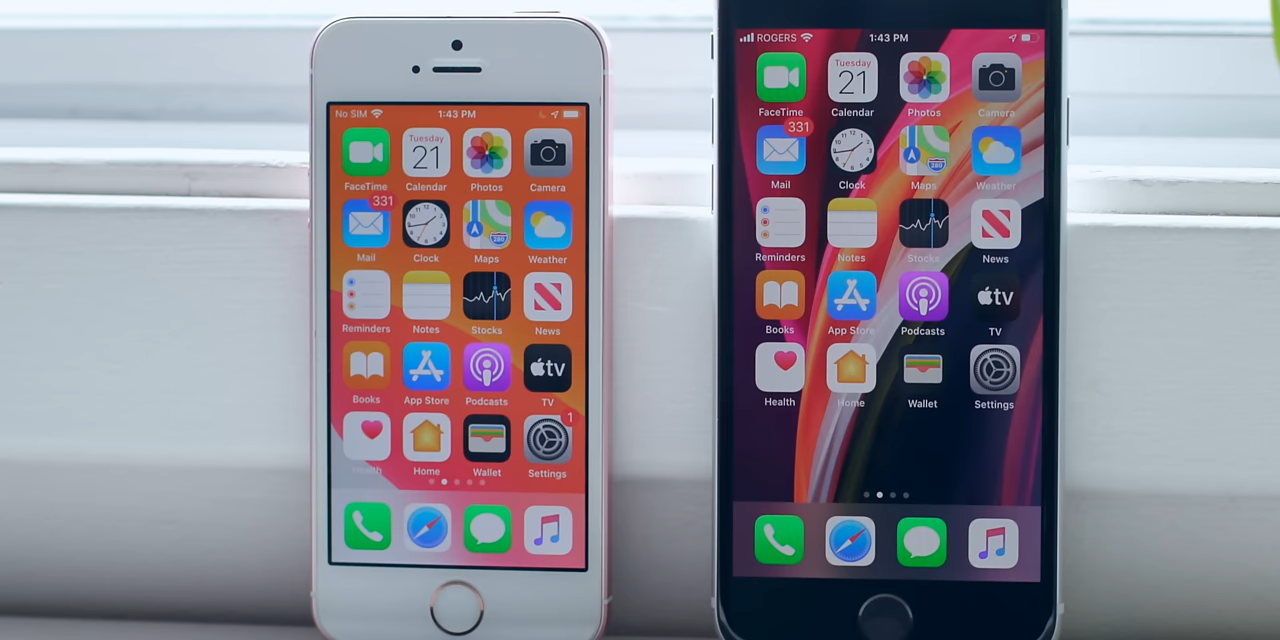 No SIM 1:43 PM
Tuesday
21
FaceTime Calendar Photos Camera
331
280
Mail Clock Maps Weather
Reminders Notes Stocks News
tv
Books App Store Podcasts TV
1
Health Home Wallet Settings
ROGERS 1:43 PM
Tuesday
21
FaceTime Calendar Photos Camera
331
280
Mail Clock Maps Weather
Reminders Notes Stocks News
tv
Books App Store Podcasts TV
Health Home Wallet Settings